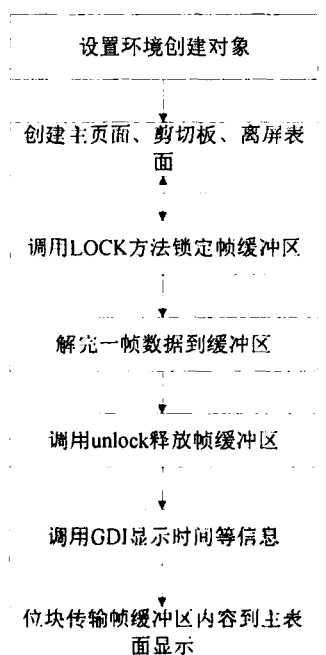 设置环境创建对象
创建主页面、剪切板、离屏表
面
调用LOCK方法锁定帧缓冲区
解完一帧数据到缓冲区
调用unlock释放帧缓冲区
调用GDI显示时间等信息
位块传输帧缓冲区内容到主表
面显示